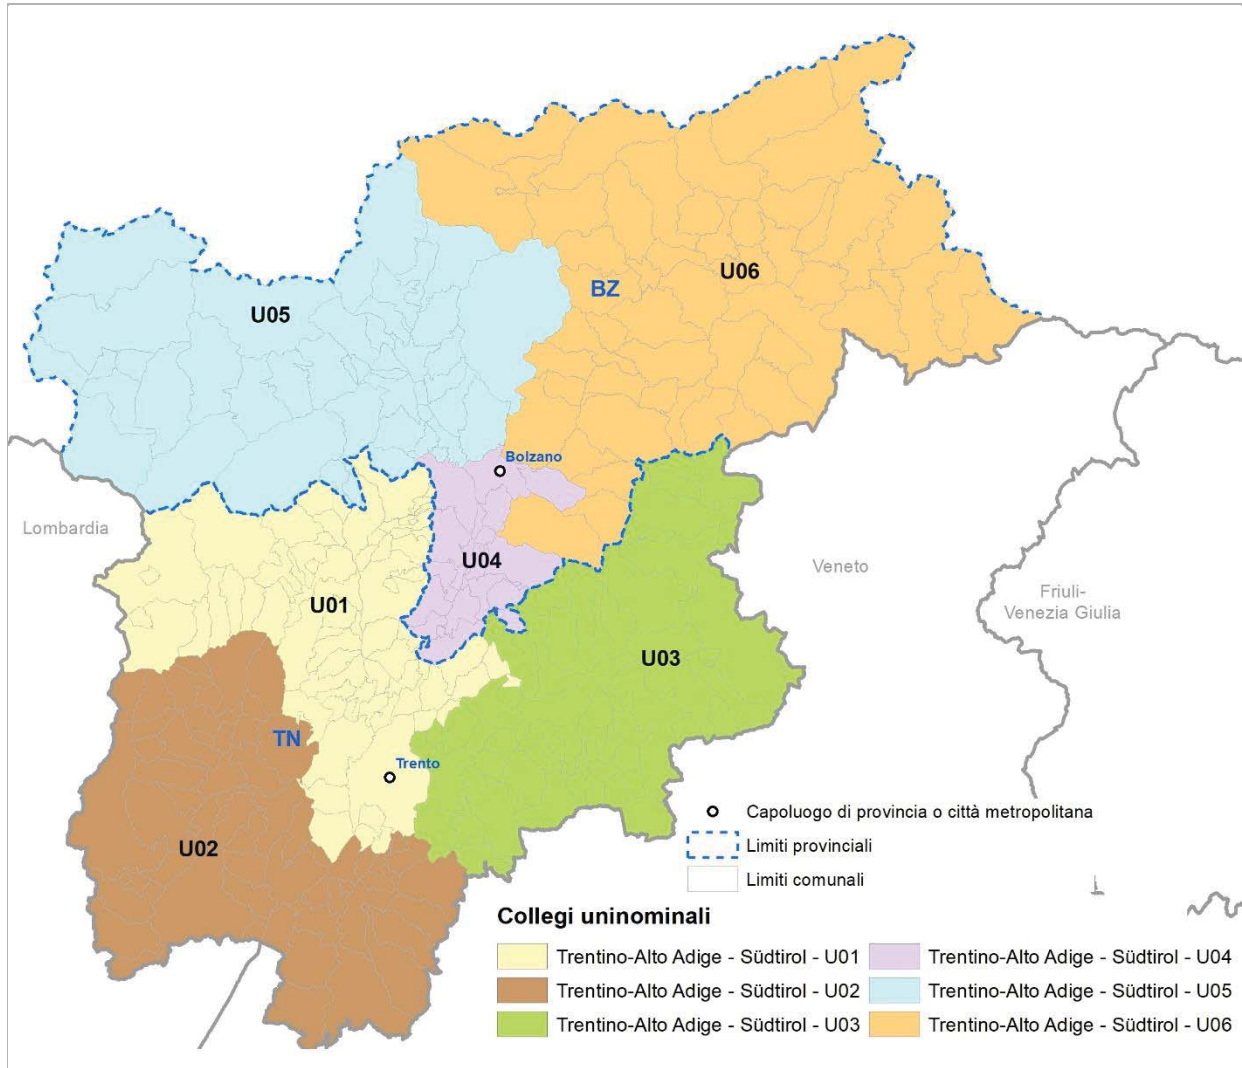 U06
BZ
U05
Bolzano
Lombardia
U04
Veneto
U01
Friuli-
Venezia Giulia
U03
TN
Trento
U02
Capoluogo di provincia o città metropolitana
Limiti provinciali
Limiti comunali
Collegi uninominali
Trentino-Alto Adige - Südtirol - U01
Trentino-Alto Adige - Südtirol - U02
Trentino-Alto Adige - Südtirol - U03
Trentino-Alto Adige - Südtirol - U04
Trentino-Alto Adige - Südtirol - U05
Trentino-Alto Adige - Südtirol - U06